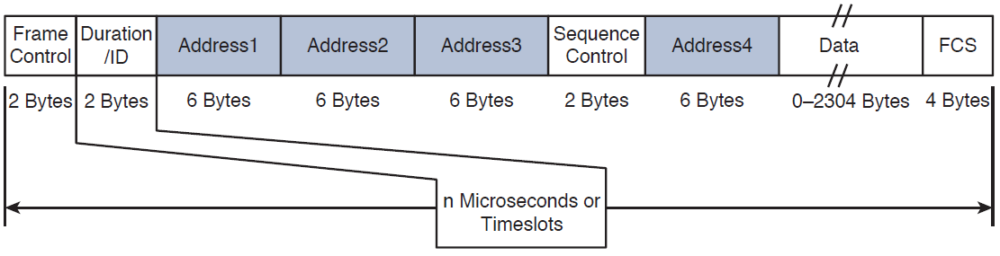 Frame Control
Duration /ID
Address1
Address2
Address3
Sequence Control
Address4
Data
FCS
2 Bytes
2 Bytes
6 Bytes
6 Bytes
6 Bytes
2 Bytes
6 Bytes
0–2304 Bytes
4 Bytes
n Microseconds or
Timeslots